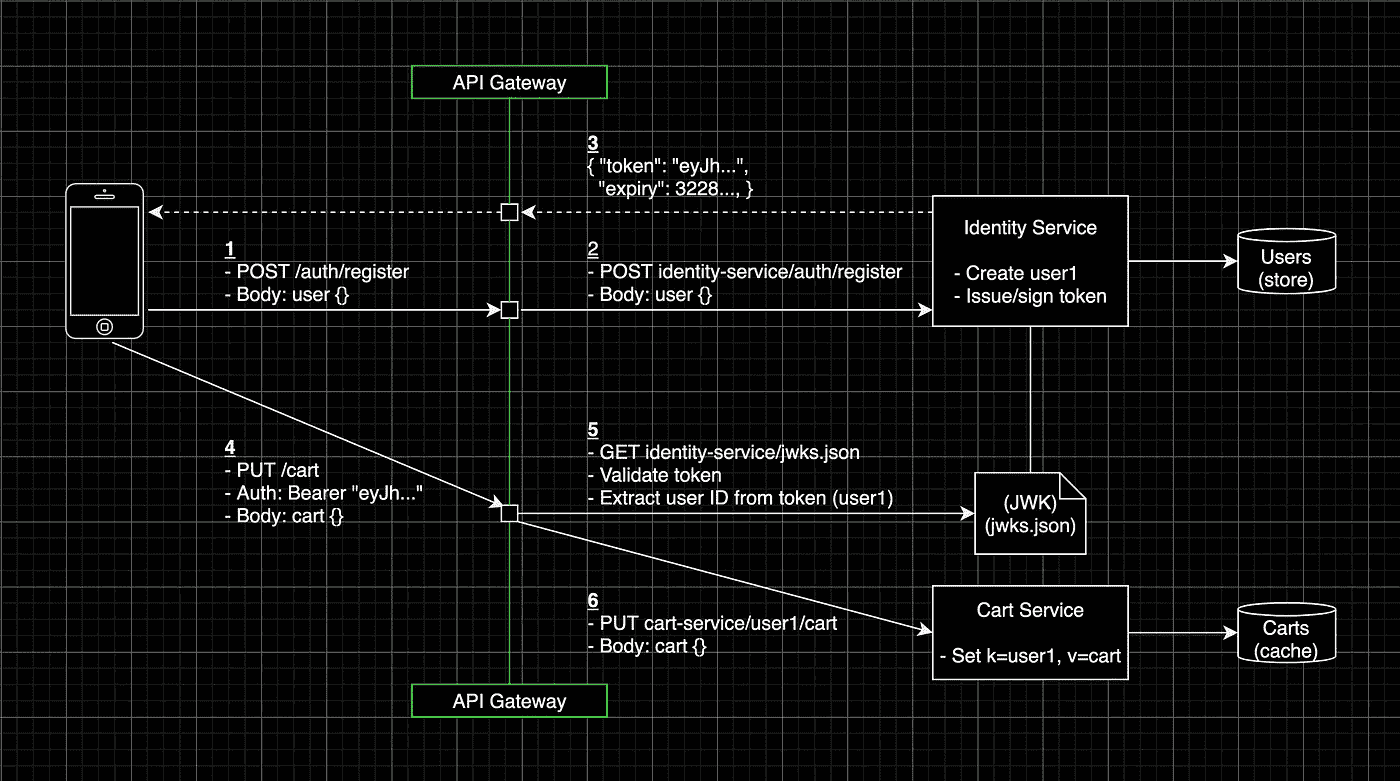 API Gateway
3
{ "token": "eyJh...",
"expiry": 3228..., }
1
- POST /auth/register
- Body: user {}
2
- POST identity-service/auth/register
- Body: user {}
Identity Service
- Create user1
- Issue/sign token
Users
(store)
4
- PUT /cart
- Auth: Bearer "eyJh..."
- Body: cart {}
5
- GET identity-service/jwks.json
- Validate token
- Extract user ID from token (user1)
(JWK)
(jwks.json)
6
- PUT cart-service/user1/cart
- Body: cart {}
Cart Service
- Set k=user1, v=cart
Carts
(cache)
API Gateway